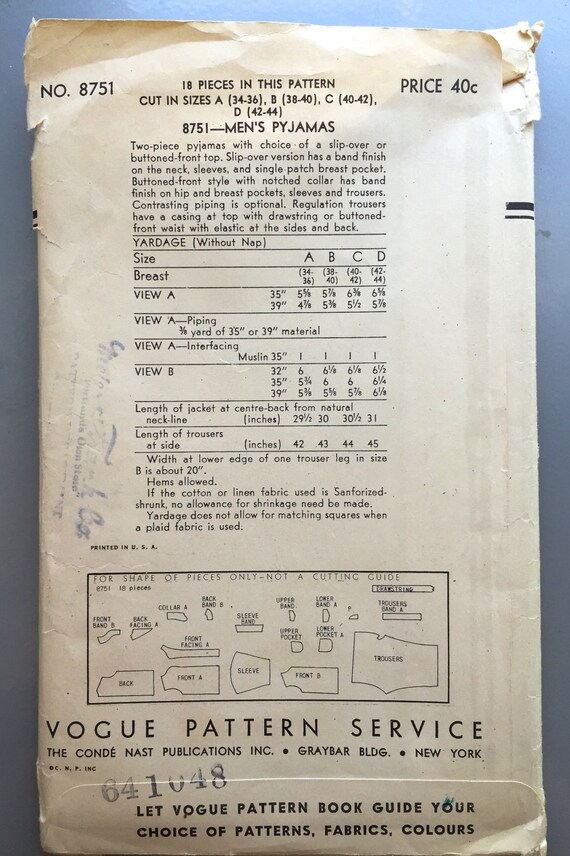 NO. 8751
18 PIECES IN THIS PATTERN
PRICE 40c
CUT IN SIZES A (34-36), B (38-40), C (40-42),
D (42-44)
8751—MEN'S PYJAMAS
Two-piece pyjamas with choice of a slip-over or
buttoned-front top. Slip-over version has a band finish
on the neck, sleeves, and single patch breast pocket.
Buttoned-front style with notched collar has band
finish on hip and breast pockets, sleeves and trousers.
Contrasting piping is optional. Regulation trousers
have a casing at top with drawstring or buttoned-
front waist with elastic at the sides and back.
YARDAGE (Without Nap)
Size A B C D
Breast (34-36) (38-40) (40-42) (42-44)
VIEW A 35" 5⅝ 5⅞ 6⅜ 6⅝
39" 4⅞ 5⅜ 5½ 5⅞
VIEW A—Piping
⅜ yard of 35" or 39" material
VIEW A—Interfacing
Muslin 35" 1 1 1 1
VIEW B 32" 6 6⅛ 6⅛ 6½
35" 5¾ 6 6 6¼
39" 5⅜ 5⅝ 5⅞ 6⅛
Length of jacket at centre-back from natural
neck-line (inches) 29½ 30 30½ 31
Length of trousers
at side (inches) 42 43 44 45
Width at lower edge of one trouser leg in size
B is about 20".
Hems allowed.
If the cotton or linen fabric used is Sanforized-
shrunk, no allowance for shrinkage need be made.
Yardage does not allow for matching squares when
a plaid fabric is used.
PRINTED IN U. S. A.
FOR SHAPE OF PIECES ONLY—NOT A CUTTING GUIDE
8751 18 pieces
DRAWSTRING
FRONT BAND B
BACK FACING A
COLLAR A
BACK BAND B
SLEEVE BAND
UPPER BAND
LOWER BAND A
P
TROUSERS BAND A
FRONT FACING A
UPPER POCKET
LOWER POCKET A
BACK
FRONT A
SLEEVE
FRONT B
TROUSERS
VOGUE PATTERN SERVICE
THE CONDÉ NAST PUBLICATIONS INC. • GRAYBAR BLDG. • NEW YORK
©C. N. P. INC
641048
LET VOGUE PATTERN BOOK GUIDE YOUR
CHOICE OF PATTERNS, FABRICS, COLOURS